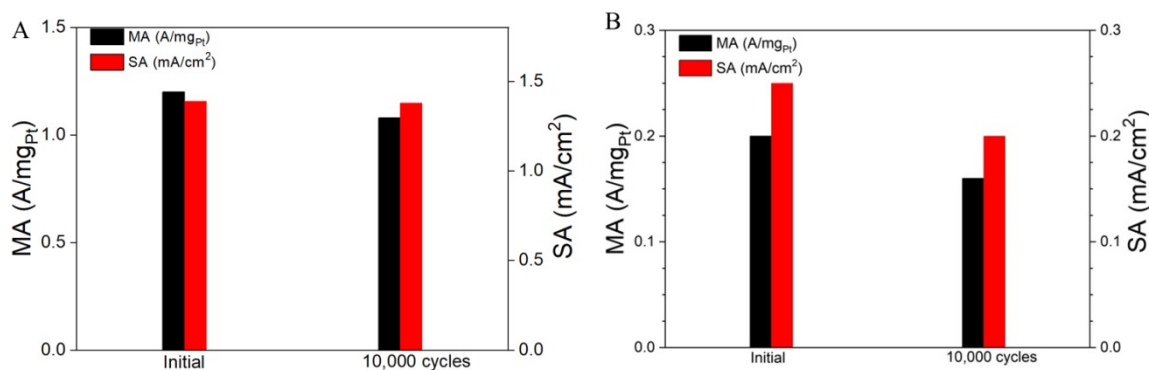 A
1.5
MA (A/mgPt)
SA (mA/cm²)
1.5
1.0
1.5
0.5
1.5
0.0
0.0
Initial
10,000 cycles
MA (A/mgPt)
SA (mA/cm²)
B
0.3
0.3
MA (A/mgPt)
SA (mA/cm²)
0.2
0.2
0.1
0.1
0.0
0.0
Initial
10,000 cycles
MA (A/mgPt)
SA (mA/cm²)